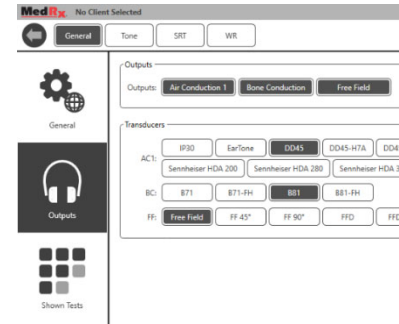 MedRx No Client Selected
General Tone SRT WR
Outputs
Outputs: Air Conduction 1 Bone Conduction Free Field
General
Transducers
AC1: IP30 EarTone DD45 DD45-H7A
Sennheiser HDA 200 Sennheiser HDA 280 Sennheiser HDA
BC: B71 B71-FH B81 B81-FH
Outputs
FF: Free Field FF 45° FF 90° FFD
Shown Tests